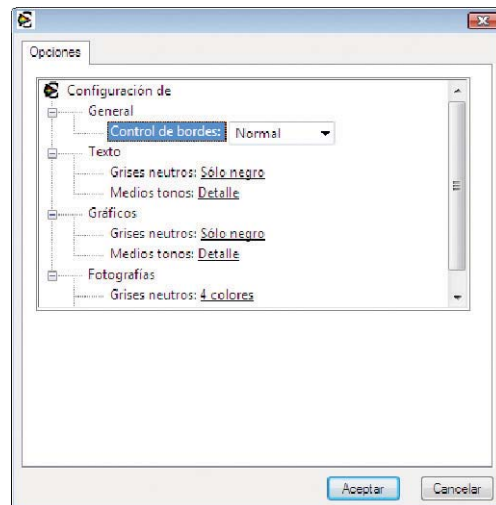 Opciones
Configuración de
General
Control de bordes: Normal
Texto
Grises neutros: Sólo negro
Medios tonos: Detalle
Gráficos
Grises neutros: Sólo negro
Medios tonos: Detalle
Fotografías
Grises neutros: 4 colores
Aceptar Cancelar